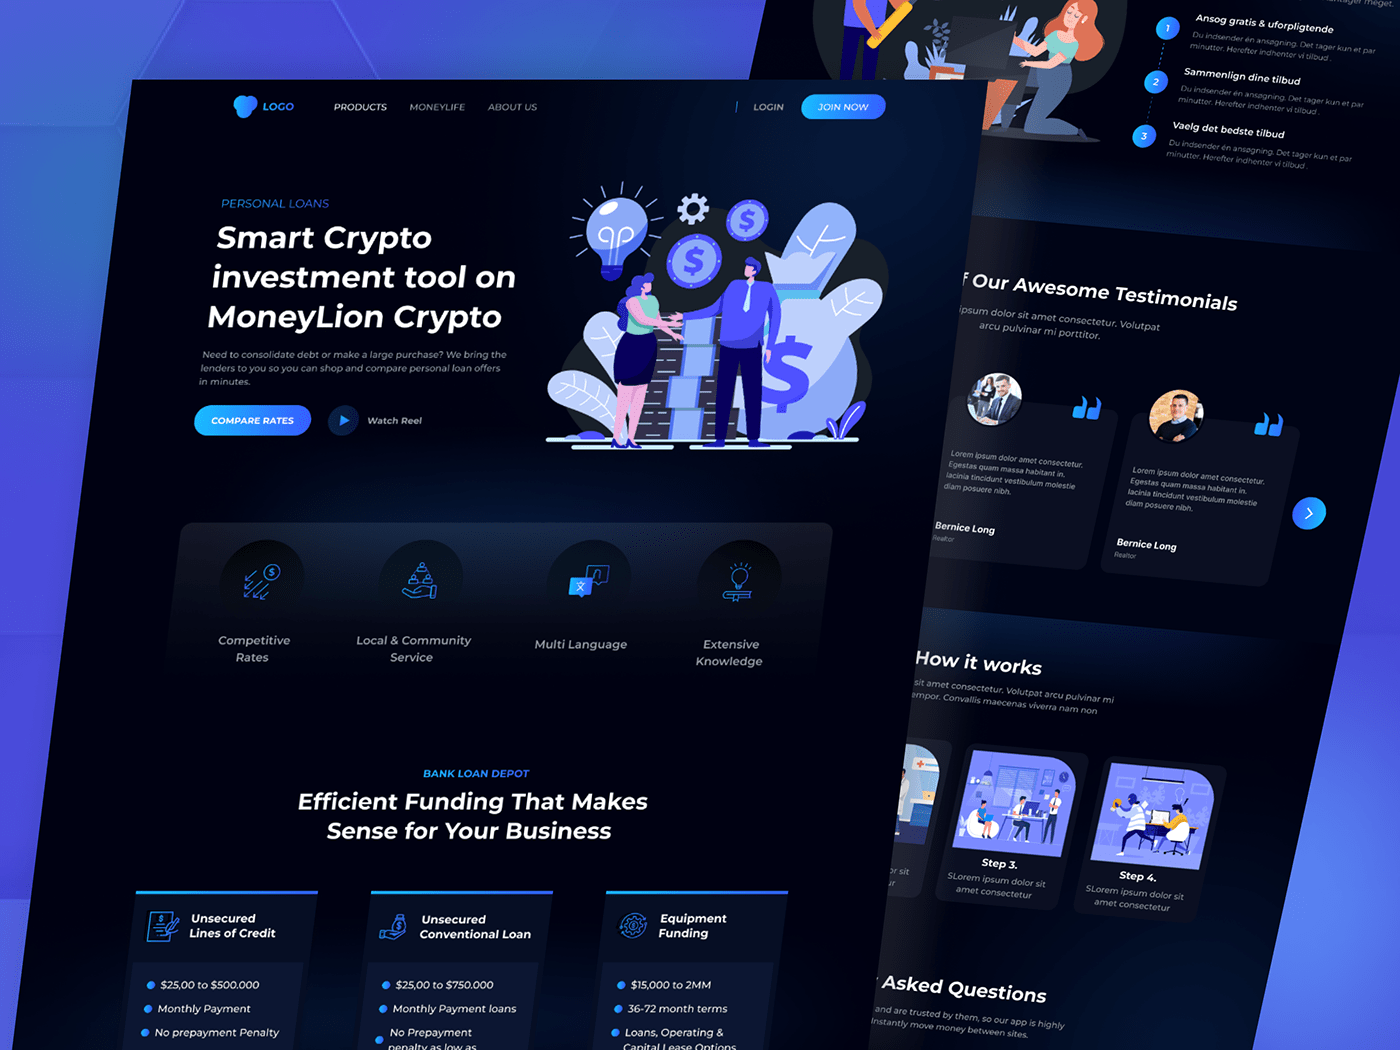 LOGO
PRODUCTS
MONEYLIFE
ABOUT US
LOGIN
JOIN NOW
PERSONAL LOANS
Smart Crypto
investment tool on
MoneyLion Crypto
Need to consolidate debt or make a large purchase? We bring the
lenders to you so you can shop and compare personal loan offers
in minutes.
COMPARE RATES
Watch Reel
Competitive
Rates
Local & Community
Service
Multi Language
Extensive
Knowledge
BANK LOAN DEPOT
Efficient Funding That Makes
Sense for Your Business
Unsecured
Lines of Credit
$25,00 to $500.000
Monthly Payment
No prepayment Penalty
Unsecured
Conventional Loan
$25,00 to $750.000
Monthly Payment loans
No Prepayment
penalty as low as
Equipment
Funding
$15,000 to 2MM
36-72 month terms
Loans, Operating &
Capital Lease Options
1
Ansog gratis & uforpligtende
Du indsender én ansøgning. Det tager kun et par
minutter. Herefter indhenter vi tilbud .
2
Sammenlign dine tilbud
Du indsender én ansøgning. Det tager kun et par
minutter. Herefter indhenter vi tilbud .
3
Vaelg det bedste tilbud
Du indsender én ansøgning. Det tager kun et par
minutter. Herefter indhenter vi tilbud .
f Our Awesome Testimonials
ipsum dolor sit amet consectetur. Volutpat
arcu pulvinar mi porttitor.
Lorem ipsum dolor amet consectetur.
Egestas quam massa habitant in.
lacinia tincidunt vestibulum molestie
diam posuere nibh.
Bernice Long
Realtor
Lorem ipsum dolor amet consectetur.
Egestas quam massa habitant in.
lacinia tincidunt vestibulum molestie
diam posuere nibh.
Bernice Long
Realtor
How it works
sit amet consectetur. Volutpat arcu pulvinar mi
empor. Convallis maecenas viverra nam non
or sit
tur
Step 3.
SLorem ipsum dolor sit
amet consectetur
Step 4.
SLorem ipsum dolor sit
amet consectetur
Asked Questions
and are trusted by them, so our app is highly
Instantly move money between sites.